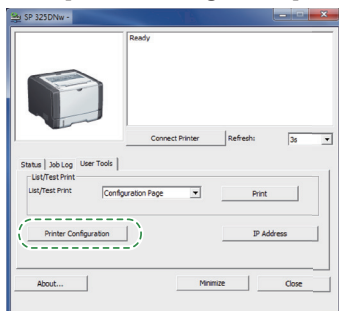 SP 325DNw -
Ready
Connect Printer Refresh: 3s
Status Job Log User Tools
List/Test Print
List/Test Print Configuration Page Print
Printer Configuration IP Address
About... Minimize Close